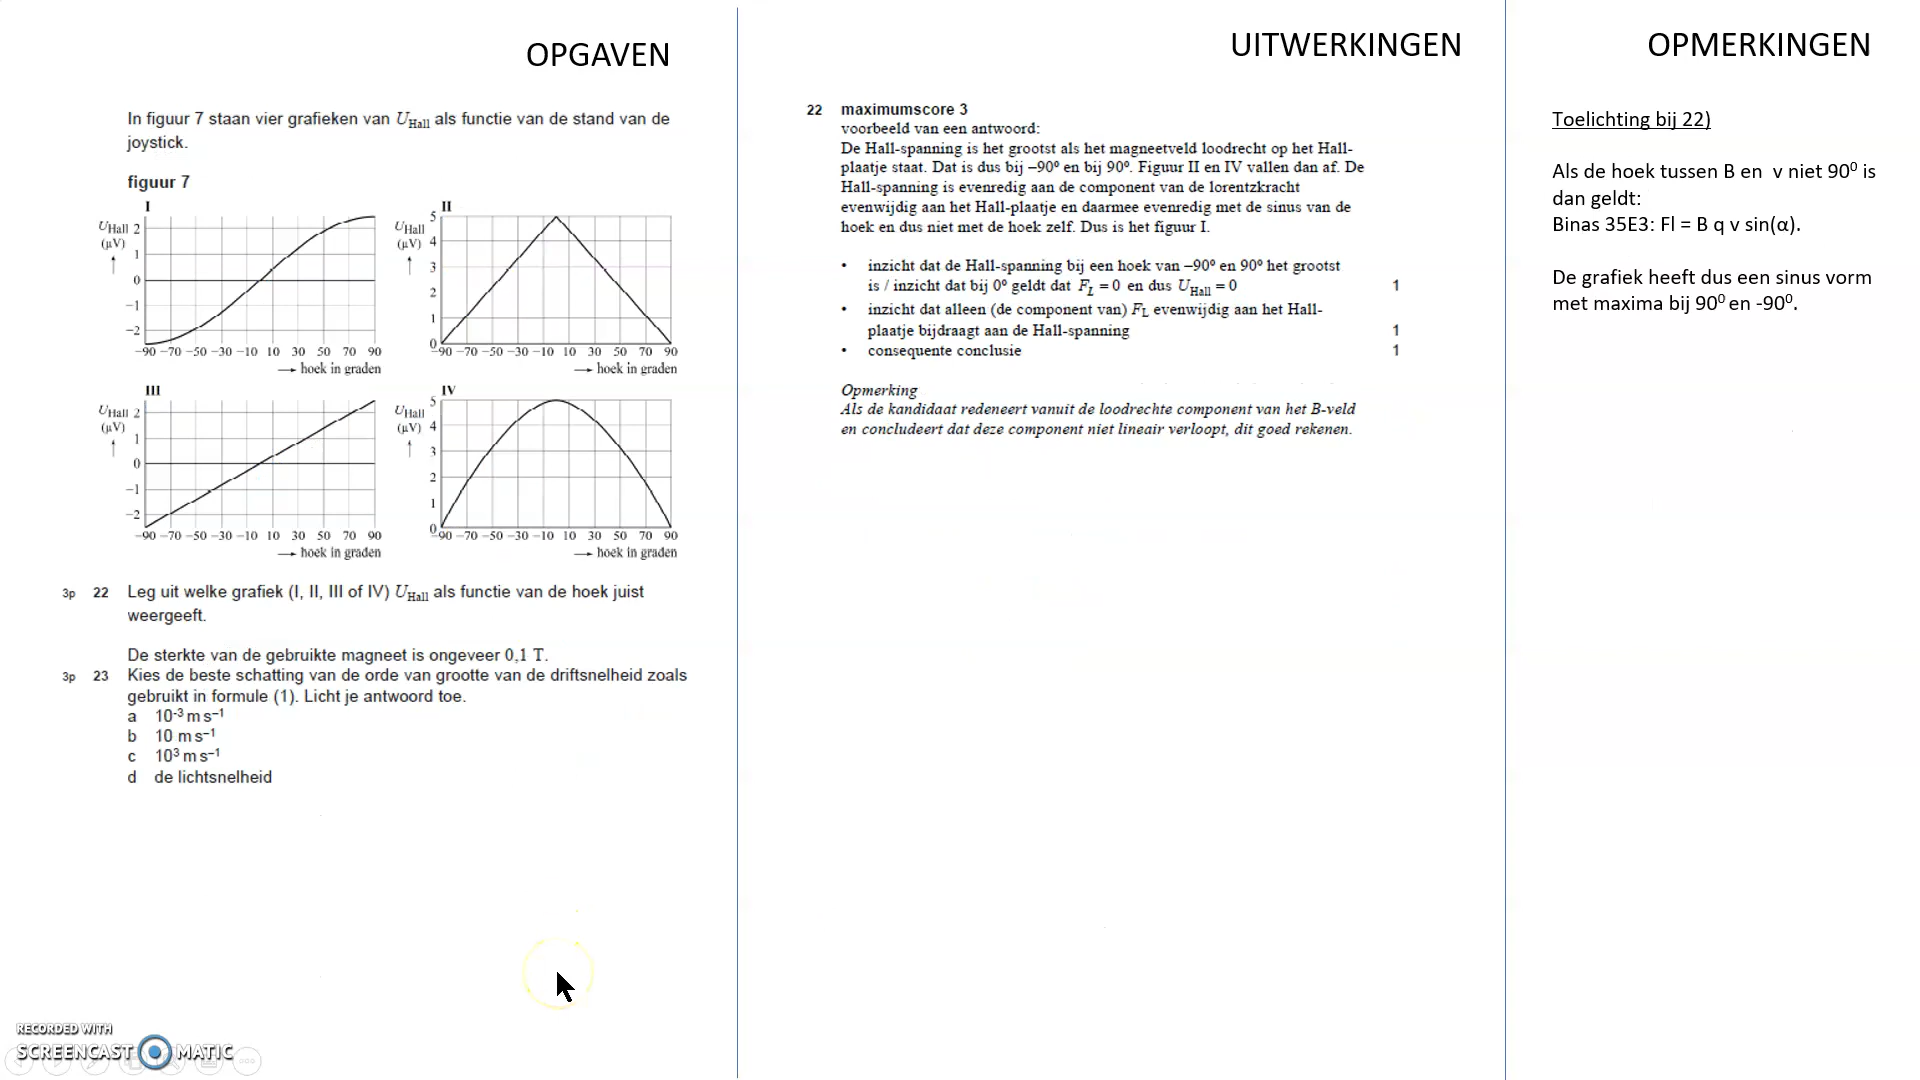 OPGAVEN
In figuur 7 staan vier grafieken van UHall als functie van de stand van de
joystick.
figuur 7
I
UHall
(µV)
2
1
0
−1
−2
−90 −70 −50 −30 −10 10 30 50 70 90
hoek in graden
II
UHall
(µV)
5
4
3
2
1
0
−90 −70 −50 −30 −10 10 30 50 70 90
hoek in graden
III
UHall
(µV)
2
1
0
−1
−2
−90 −70 −50 −30 −10 10 30 50 70 90
hoek in graden
IV
UHall
(µV)
5
4
3
2
1
0
−90 −70 −50 −30 −10 10 30 50 70 90
hoek in graden
3p 22 Leg uit welke grafiek (I, II, III of IV) UHall als functie van de hoek juist
weergeeft.
De sterkte van de gebruikte magneet is ongeveer 0,1 T.
3p 23 Kies de beste schatting van de orde van grootte van de driftsnelheid zoals
gebruikt in formule (1). Licht je antwoord toe.
a 10⁻³ m s⁻¹
b 10 m s⁻¹
c 10³ m s⁻¹
d de lichtsnelheid
RECORDED WITH
SCREENCAST MATIC
UITWERKINGEN
22 maximumscore 3
voorbeeld van een antwoord:
De Hall-spanning is het grootst als het magneetveld loodrecht op het Hall-
plaatje staat. Dat is dus bij −90° en bij 90°. Figuur II en IV vallen dan af. De
Hall-spanning is evenredig aan de component van de lorentzkracht
evenwijdig aan het Hall-plaatje en daarmee evenredig met de sinus van de
hoek en dus niet met de hoek zelf. Dus is het figuur I.
• inzicht dat de Hall-spanning bij een hoek van −90° en 90° het grootst
is / inzicht dat bij 0° geldt dat FL = 0 en dus UHall = 0 1
• inzicht dat alleen (de component van) FL evenwijdig aan het Hall-
plaatje bijdraagt aan de Hall-spanning 1
• consequente conclusie 1
Opmerking
Als de kandidaat redeneert vanuit de loodrechte component van het B-veld
en concludeert dat deze component niet lineair verloopt, dit goed rekenen.
OPMERKINGEN
Toelichting bij 22)
Als de hoek tussen B en v niet 90⁰ is
dan geldt:
Binas 35E3: Fl = B q v sin(α).
De grafiek heeft dus een sinus vorm
met maxima bij 90⁰ en -90⁰.